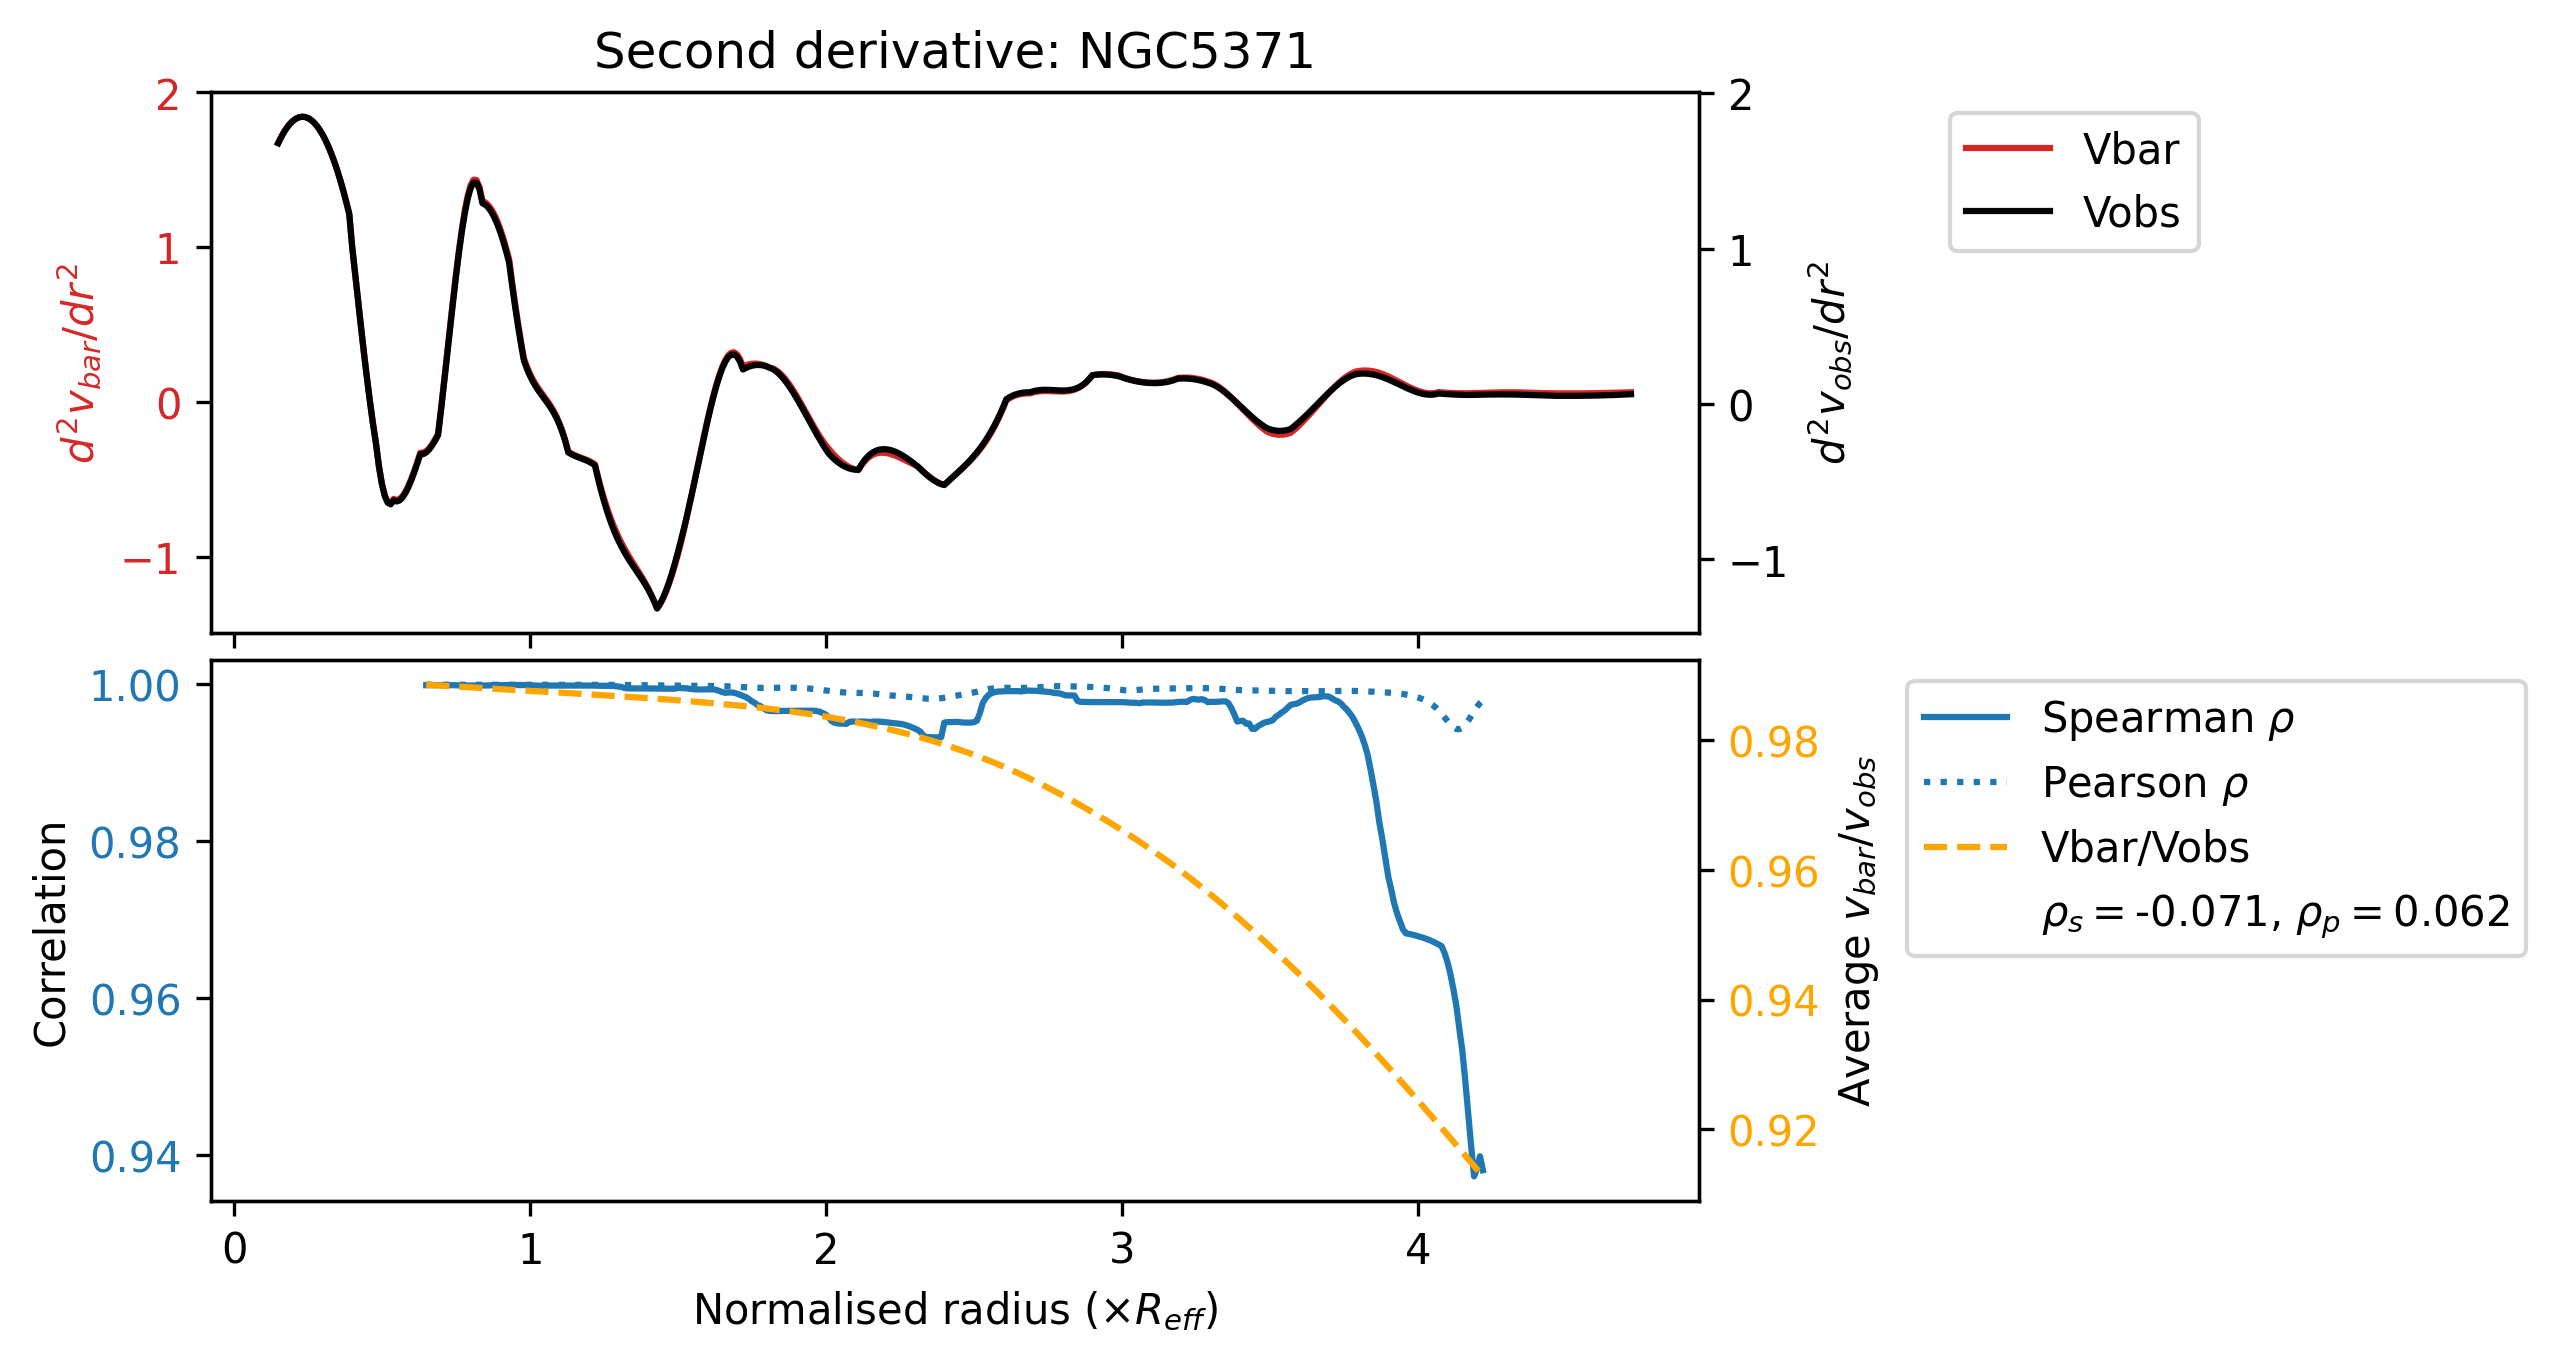 Second derivative: NGC5371
2
1
0
−1
d²v_bar/dr²
2
1
0
−1
d²v_obs/dr²
Vbar
Vobs
1.00
0.98
0.96
0.94
Correlation
0.98
0.96
0.94
0.92
Average v_bar/v_obs
Spearman ρ
Pearson ρ
Vbar/Vobs
ρ_s = -0.071, ρ_p = 0.062
0 1 2 3 4
Normalised radius (×R_eff)